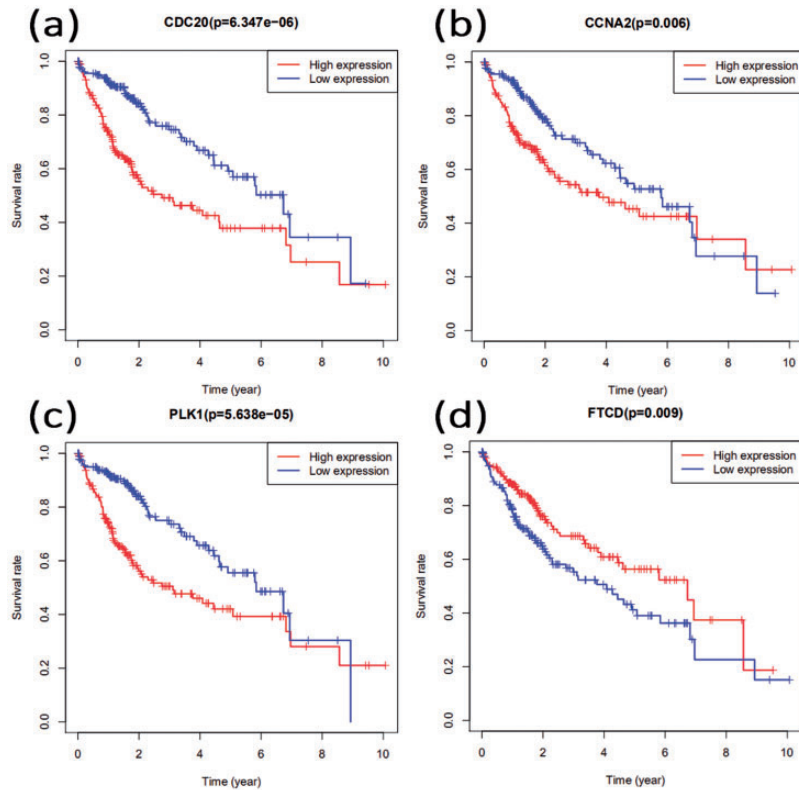 (a)
CDC20(p=6.347e−06)
High expression
Low expression
Survival rate
1.0
0.8
0.6
0.4
0.2
0.0
0 2 4 6 8 10
Time (year)
(b)
CCNA2(p=0.006)
High expression
Low expression
Survival rate
1.0
0.8
0.6
0.4
0.2
0.0
0 2 4 6 8 10
Time (year)
(c)
PLK1(p=5.638e−05)
High expression
Low expression
Survival rate
1.0
0.8
0.6
0.4
0.2
0.0
0 2 4 6 8 10
Time (year)
(d)
FTCD(p=0.009)
High expression
Low expression
Survival rate
1.0
0.8
0.6
0.4
0.2
0.0
0 2 4 6 8 10
Time (year)